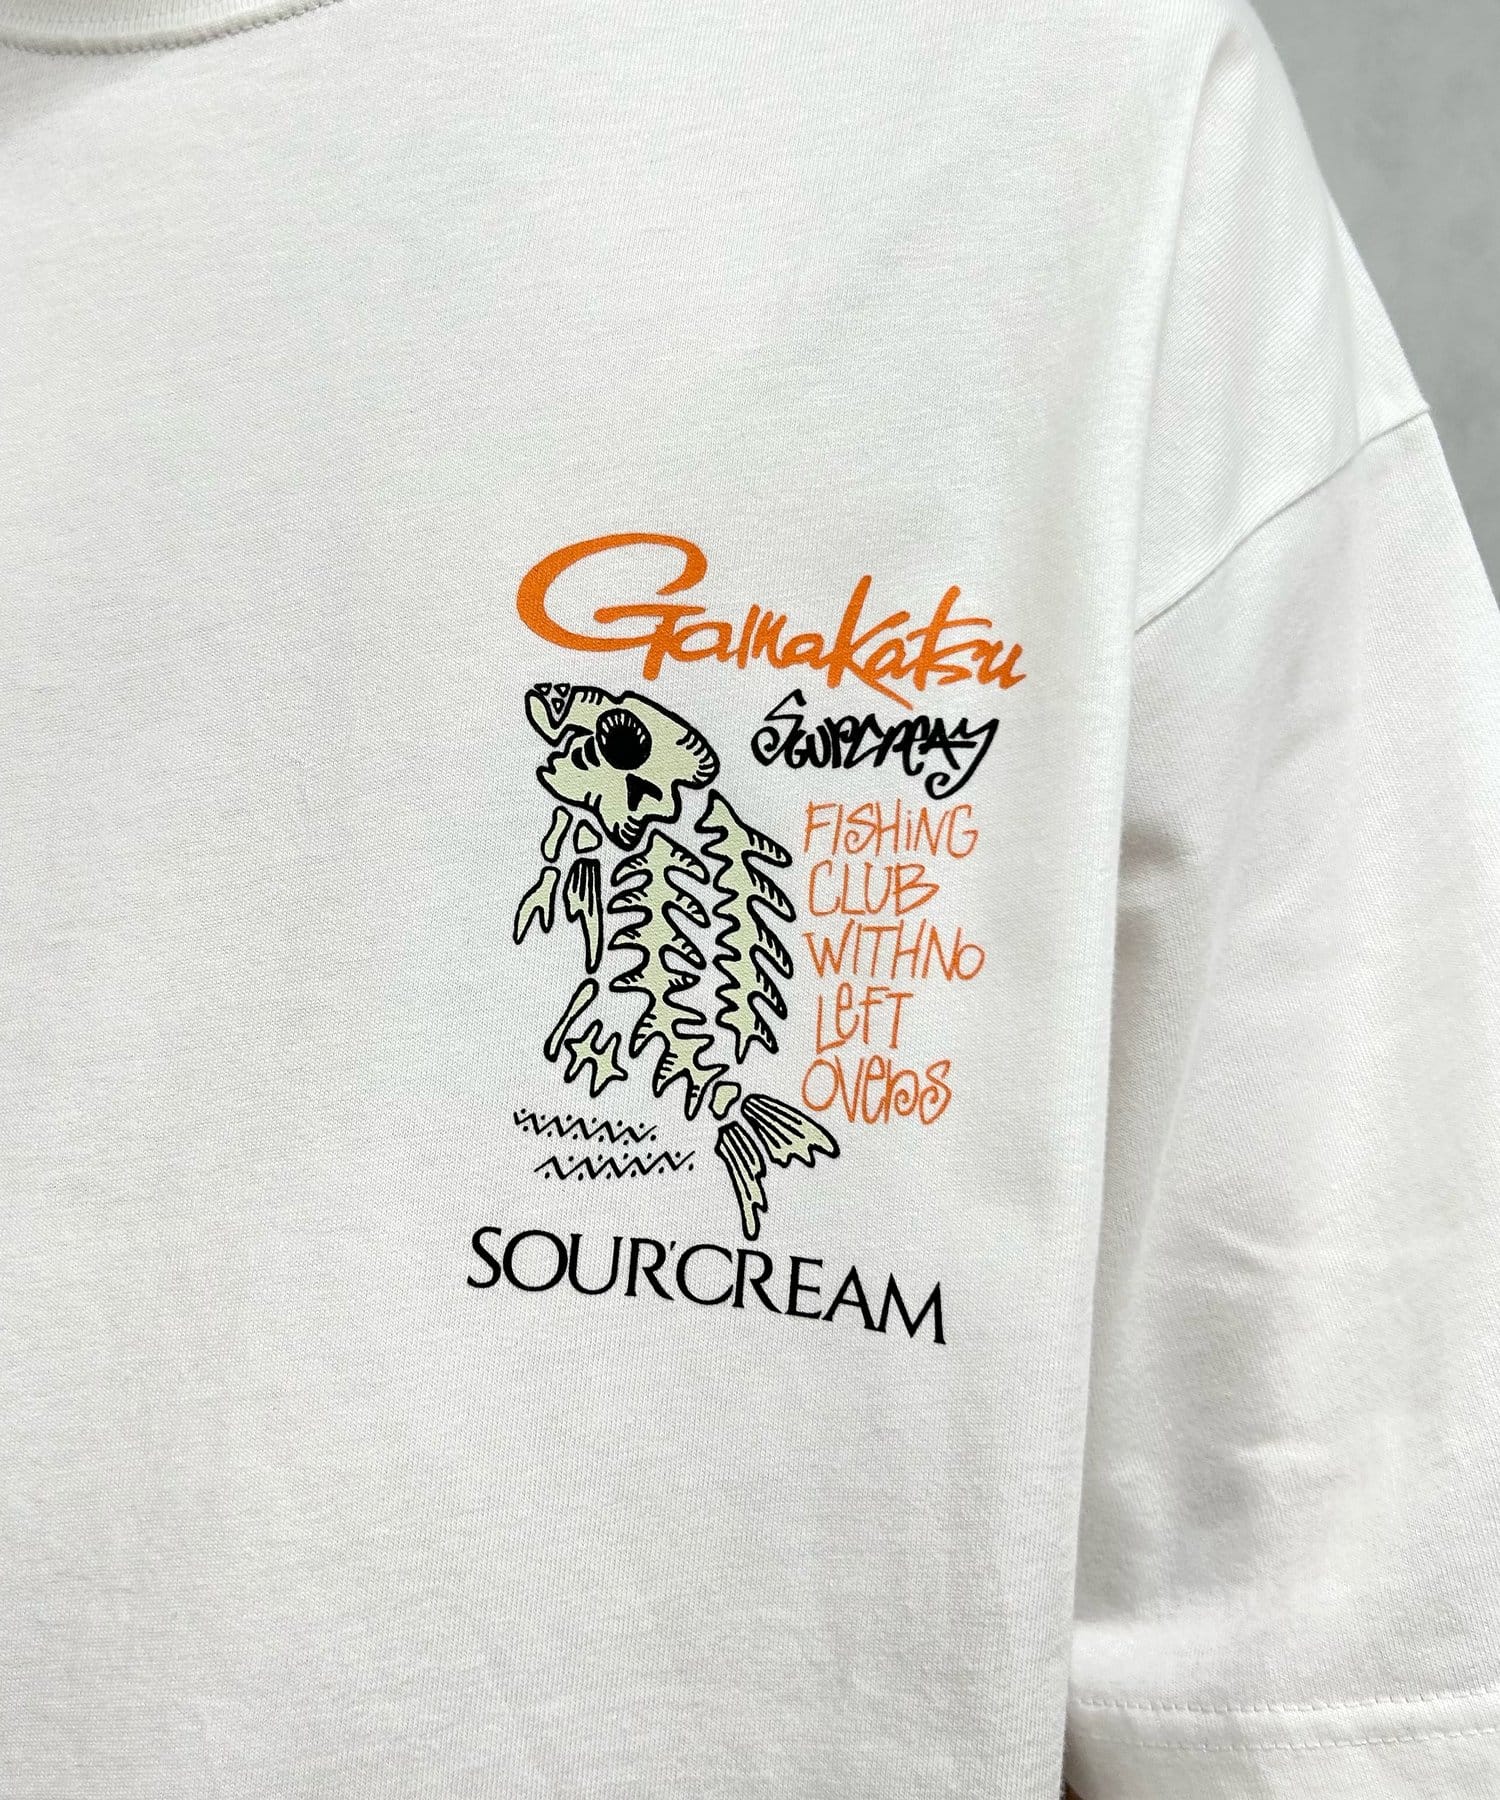 Gamakatsu
SOURCREAM
FISHiNG
CLUB
WITHNO
LeFT
OVeRS
SOUR'CREAM